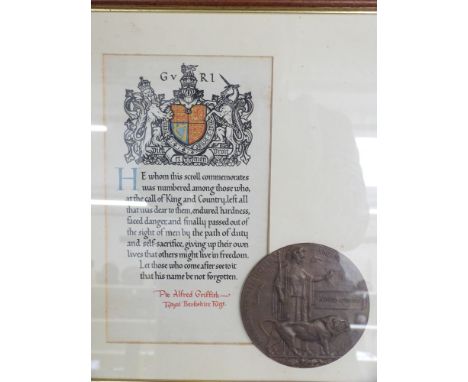 G V RI
HE whom this scroll commemorates
was numbered among those who,
at the call of King and Country, left all
that was dear to them, endured hardness,
faced danger, and finally passed out of
the sight of men by the path of duty
and self-sacrifice, giving up their own
lives that others might live in freedom.
Let those who come after see to it
that his name be not forgotten.
Pte Alfred Griffith
Royal Berkshire Regt.